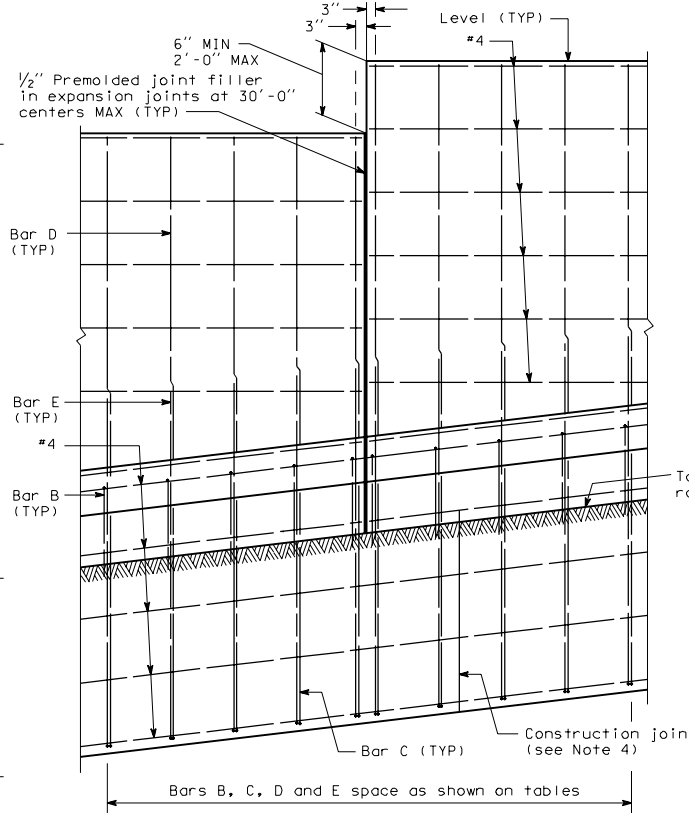 3"
3"
Level (TYP)
#4
6" MIN
2'-0" MAX
½" Premolded joint filler
in expansion joints at 30'-0"
centers MAX (TYP)
Bar D
(TYP)
Bar E
(TYP)
#4
Bar B
(TYP)
Bar C (TYP)
Construction join
(see Note 4)
Bars B, C, D and E space as shown on tables